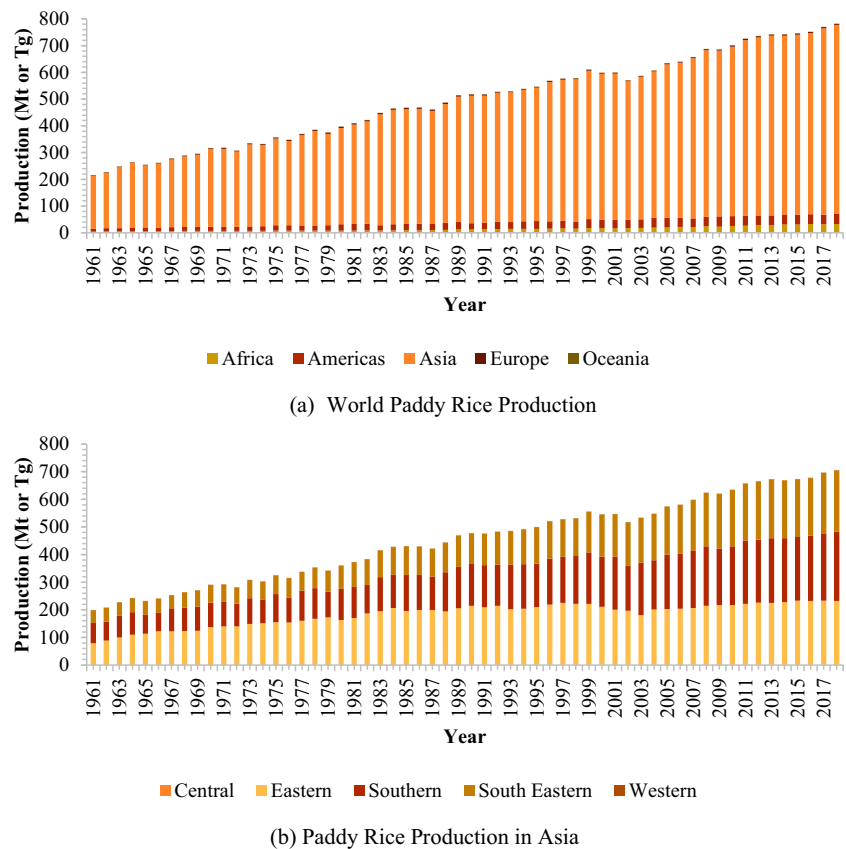 800
700
600
500
400
300
200
100
0
Production (Mt or Tg)
1961 1963 1965 1967 1969 1971 1973 1975 1977 1979 1981 1983 1985 1987 1989 1991 1993 1995 1997 1999 2001 2003 2005 2007 2009 2011 2013 2015 2017
Year
Africa Americas Asia Europe Oceania
(a) World Paddy Rice Production
800
700
600
500
400
300
200
100
0
Production (Mt or Tg)
1961 1963 1965 1967 1969 1971 1973 1975 1977 1979 1981 1983 1985 1987 1989 1991 1993 1995 1997 1999 2001 2003 2005 2007 2009 2011 2013 2015 2017
Year
Central Eastern Southern South Eastern Western
(b) Paddy Rice Production in Asia